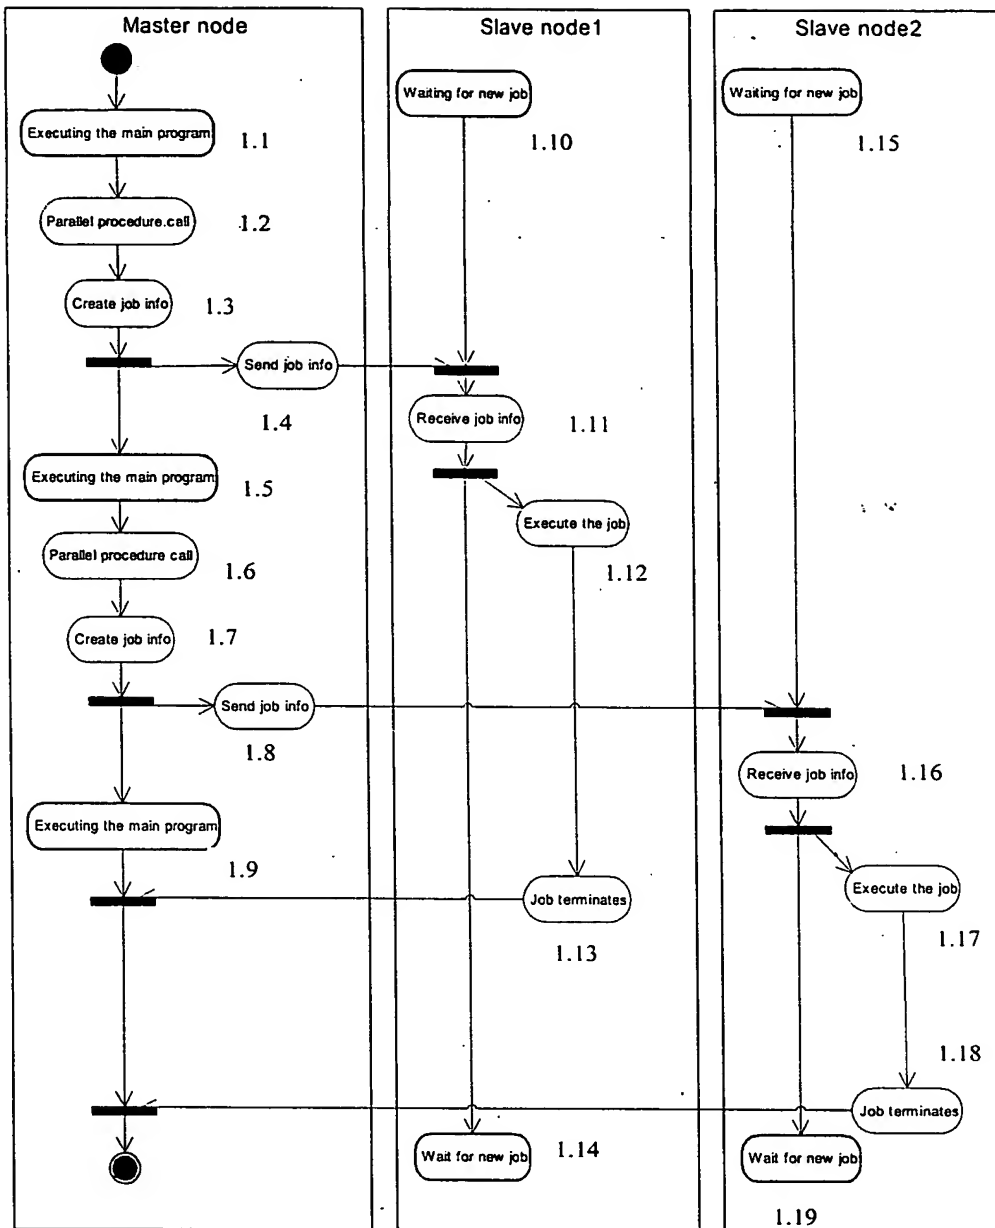 Master node
Executing the main program
1.1
Parallel procedure.call
1.2
Create job info
1.3
Send job info
1.4
Executing the main program
1.5
Parallel procedure call
1.6
Create job info
1.7
Send job info
1.8
Executing the main program
1.9
Slave node1
Waiting for new job
1.10
Receive job info
1.11
Execute the job
1.12
Job terminates
1.13
Wait for new job
1.14
Slave node2
Waiting for new job
1.15
Receive job info
1.16
Execute the job
1.17
1.18
Job terminates
Wait for new job
1.19